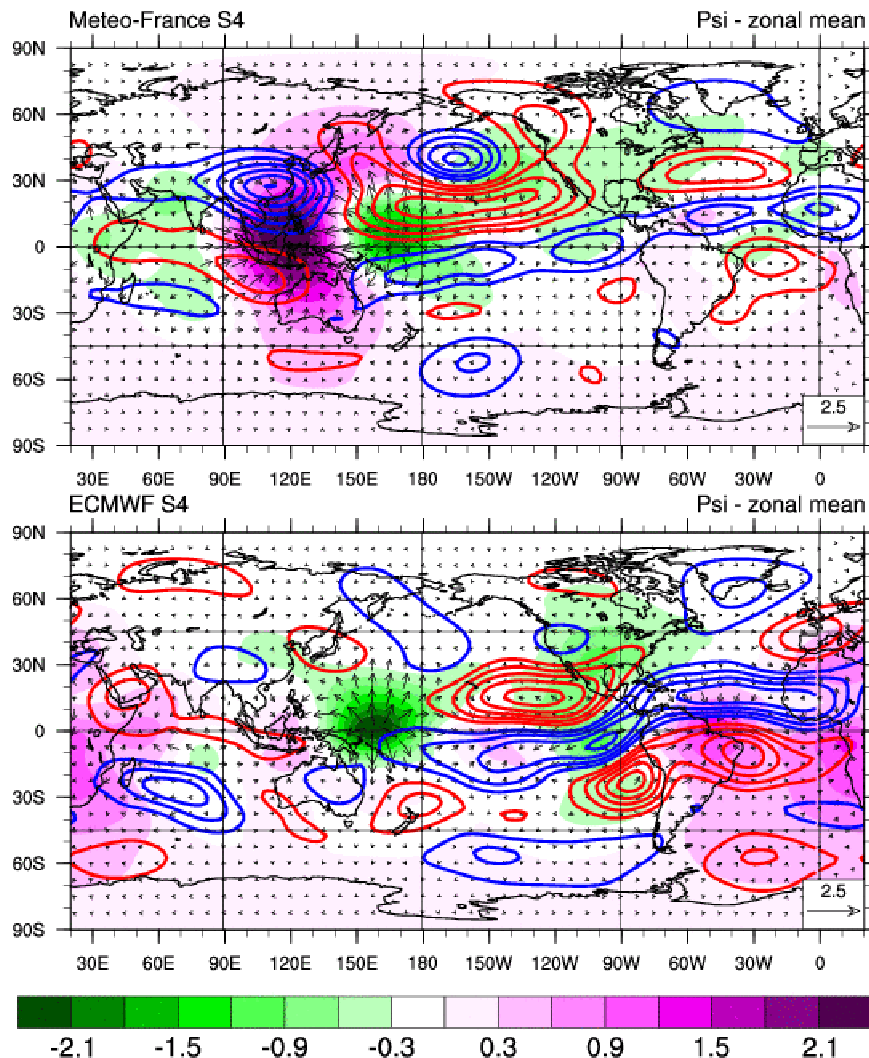 Meteo-France S4 Psi - zonal mean
90N
60N
30N
0
30S
60S
90S
2.5
30E 60E 90E 120E 150E 180 150W 120W 90W 60W 30W 0
ECMWF S4 Psi - zonal mean
90N
60N
30N
0
30S
60S
90S
2.5
30E 60E 90E 120E 150E 180 150W 120W 90W 60W 30W 0
-2.1 -1.5 -0.9 -0.3 0.3 0.9 1.5 2.1